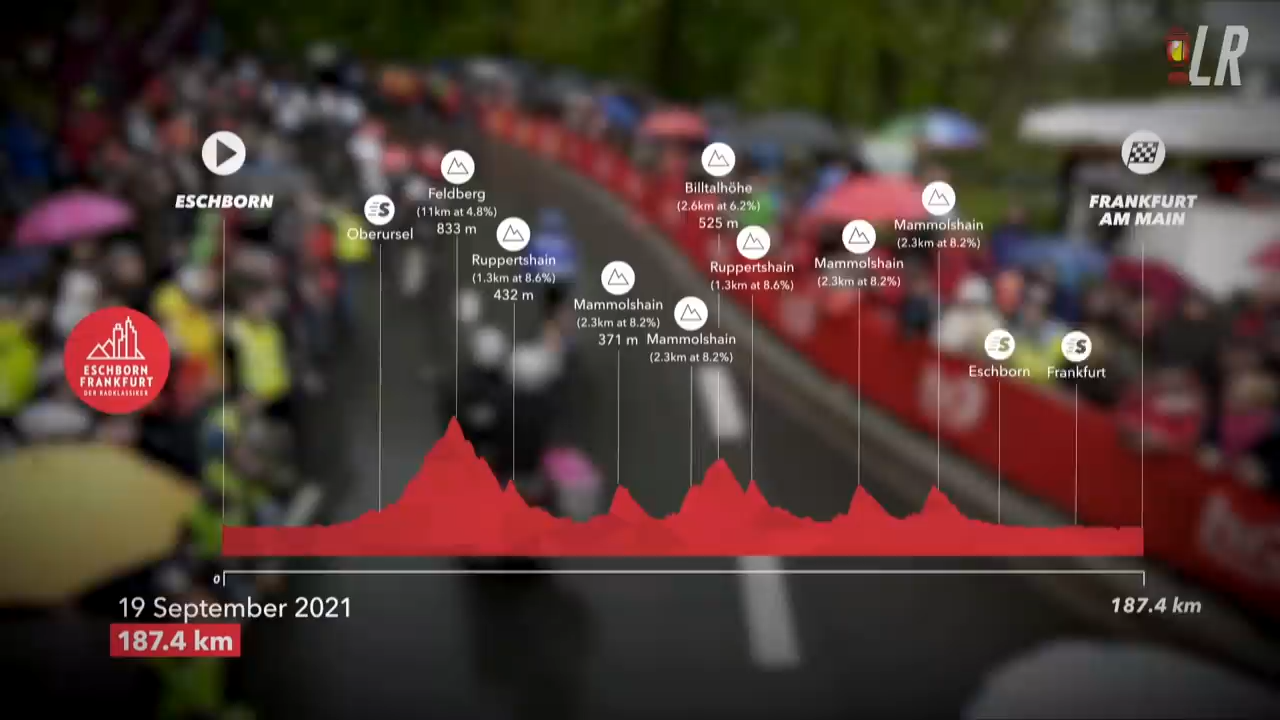 LR
ESCHBORN
S
Oberursel
Feldberg
(11km at 4.8%)
833 m
Ruppertshain
(1.3km at 8.6%)
432 m
Mammolshain
(2.3km at 8.2%)
371 m
Mammolshain
(2.3km at 8.2%)
Billtalhöhe
(2.6km at 6.2%)
525 m
Ruppertshain
(1.3km at 8.6%)
Mammolshain
(2.3km at 8.2%)
Mammolshain
(2.3km at 8.2%)
S
Eschborn
S
Frankfurt
FRANKFURT
AM MAIN
ESCHBORN
FRANKFURT
DER RADKLASSIKER
0
187.4 km
19 September 2021
187.4 km